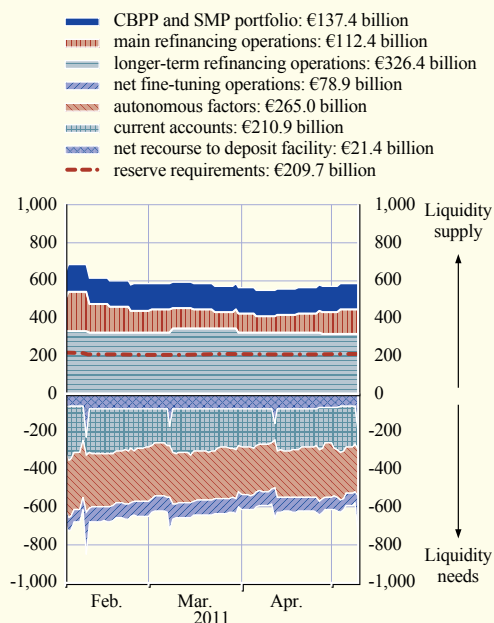 CBPP and SMP portfolio: €137.4 billion
main refinancing operations: €112.4 billion
longer-term refinancing operations: €326.4 billion
net fine-tuning operations: €78.9 billion
autonomous factors: €265.0 billion
current accounts: €210.9 billion
net recourse to deposit facility: €21.4 billion
reserve requirements: €209.7 billion
1,000 1,000
Liquidity
supply
800 800
600 600
400 400
200 200
0 0
-200 -200
-400 -400
-600 -600
-800 -800
Liquidity
needs
-1,000 -1,000
Feb. Mar. Apr.
2011